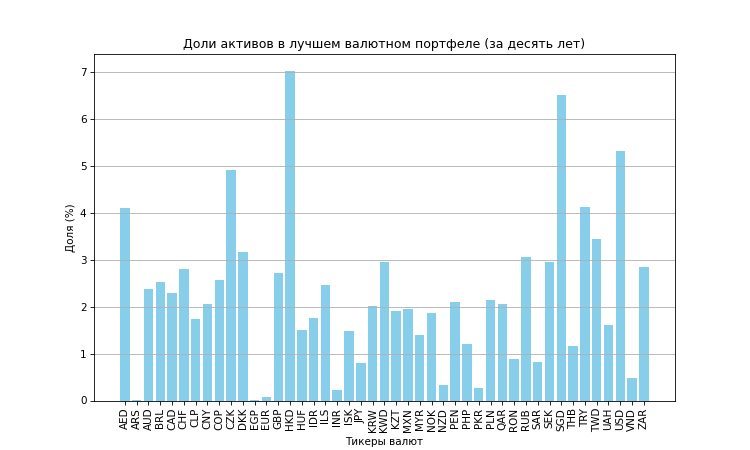 Доли активов в лучшем валютном портфеле (за десять лет)
Доля (%)
7
6
5
4
3
2
1
0
AED ARS AUD BRL CAD CHF CLP CNY COP CZK DKK EGP EUR GBP HKD HUF IDR ILS INR ISK JPY KRW KWD KZT MXN MYR NOK NZD PEN PHP PKR PLN QAR RON RUB SAR SEK SGD THB TRY TWD UAH USD VND ZAR
Тикеры валют